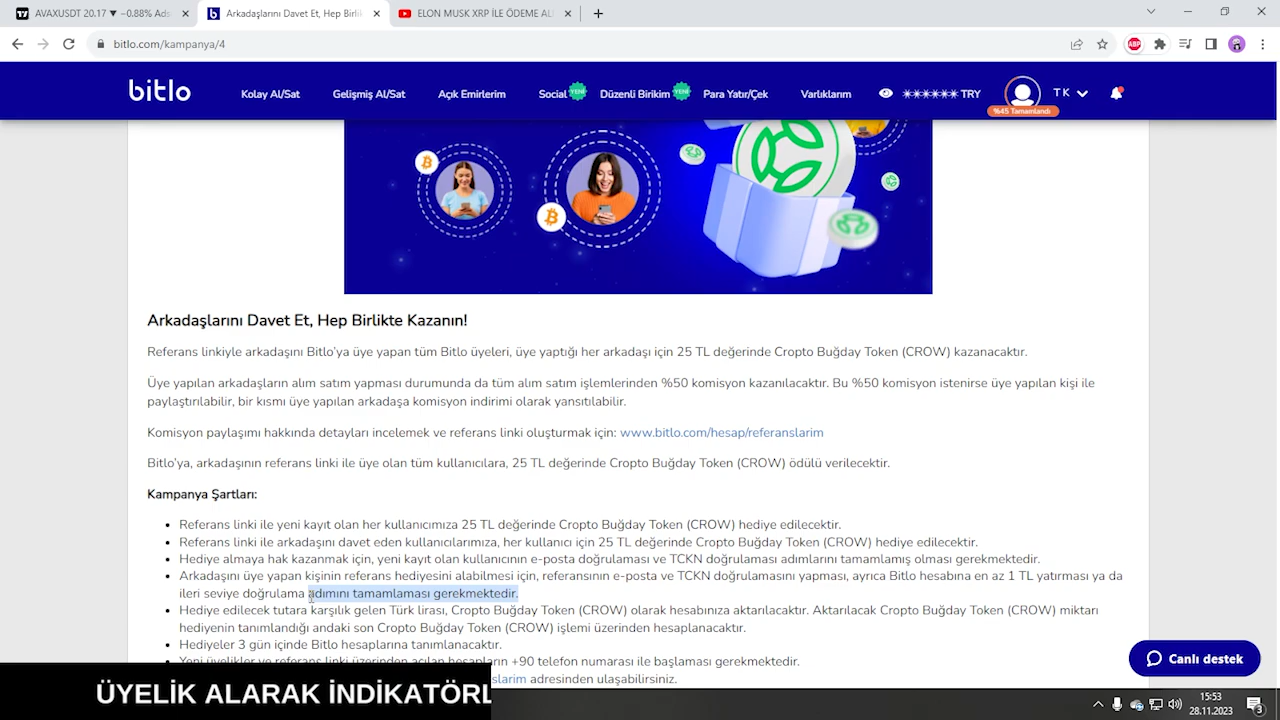 AVAXUSDT 20.17 ▼ −0.88% Ads
Arkadaşlarını Davet Et, Hep Birlik
ELON MUSK XRP İLE ÖDEME AL
bitlo.com/kampanya/4
ABP
bitlo
Kolay Al/Sat
Gelişmiş Al/Sat
Açık Emirlerim
Social YENİ
Düzenli Birikim YENİ
Para Yatır/Çek
Varlıklarım
****** TRY
%45 Tamamlandı
T K
Arkadaşlarını Davet Et, Hep Birlikte Kazanın!
Referans linkiyle arkadaşını Bitlo'ya üye yapan tüm Bitlo üyeleri, üye yaptığı her arkadaşı için 25 TL değerinde Cropto Buğday Token (CROW) kazanacaktır.
Üye yapılan arkadaşların alım satım yapması durumunda da tüm alım satım işlemlerinden %50 komisyon kazanılacaktır. Bu %50 komisyon istenirse üye yapılan kişi ile
paylaştırılabilir, bir kısmı üye yapılan arkadaşa komisyon indirimi olarak yansıtılabilir.
Komisyon paylaşımı hakkında detayları incelemek ve referans linki oluşturmak için: www.bitlo.com/hesap/referanslarim
Bitlo'ya, arkadaşının referans linki ile üye olan tüm kullanıcılara, 25 TL değerinde Cropto Buğday Token (CROW) ödülü verilecektir.
Kampanya Şartları:
• Referans linki ile yeni kayıt olan her kullanıcımıza 25 TL değerinde Cropto Buğday Token (CROW) hediye edilecektir.
• Referans linki ile arkadaşını davet eden kullanıcılarımıza, her kullanıcı için 25 TL değerinde Cropto Buğday Token (CROW) hediye edilecektir.
• Hediye almaya hak kazanmak için, yeni kayıt olan kullanıcının e-posta doğrulaması ve TCKN doğrulaması adımlarını tamamlamış olması gerekmektedir.
• Arkadaşını üye yapan kişinin referans hediyesini alabilmesi için, referansının e-posta ve TCKN doğrulamasını yapması, ayrıca Bitlo hesabına en az 1 TL yatırması ya da
ileri seviye doğrulama adımını tamamlaması gerekmektedir.
• Hediye edilecek tutara karşılık gelen Türk lirası, Cropto Buğday Token (CROW) olarak hesabınıza aktarılacaktır. Aktarılacak Cropto Buğday Token (CROW) miktarı
hediyenin tanımlandığı andaki son Cropto Buğday Token (CROW) işlemi üzerinden hesaplanacaktır.
• Hediyeler 3 gün içinde Bitlo hesaplarına tanımlanacaktır.
• Yeni üyelikler ve referans linki üzerinden açılan hesapların +90 telefon numarası ile başlaması gerekmektedir.
slarim adresinden ulaşabilirsiniz.
Canlı destek
ÜYELİK ALARAK İNDİKATÖRL
15:53
28.11.2023
3